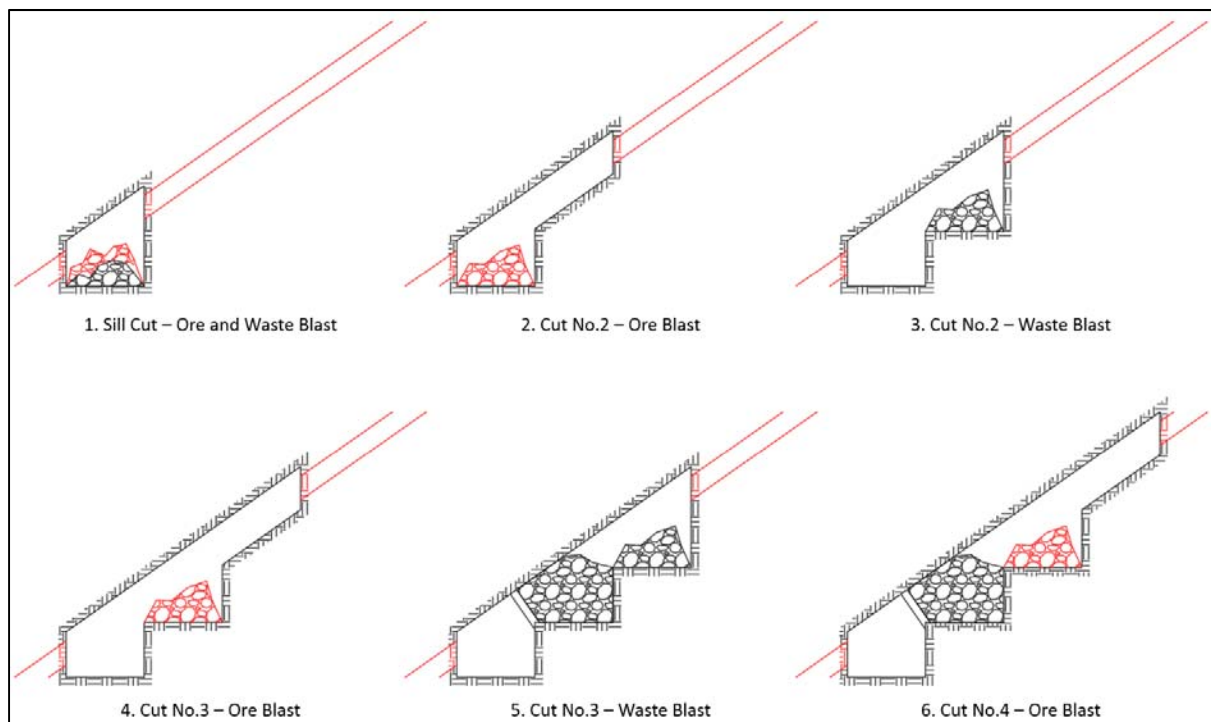 1. Sill Cut – Ore and Waste Blast
2. Cut No.2 – Ore Blast
3. Cut No.2 – Waste Blast
4. Cut No.3 – Ore Blast
5. Cut No.3 – Waste Blast
6. Cut No.4 – Ore Blast